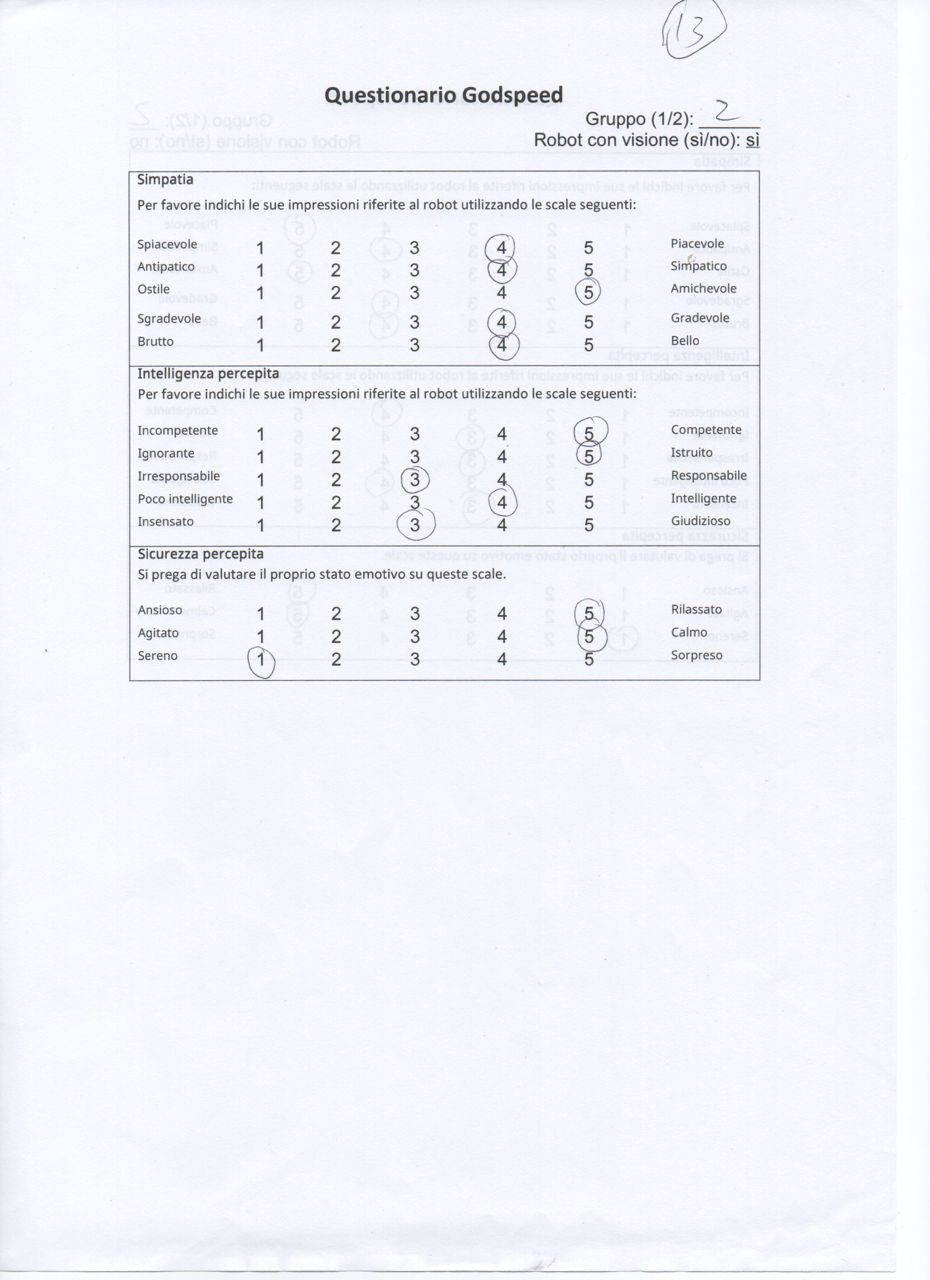 13
Questionario Godspeed
Gruppo (1/2): 2
Robot con visione (sì/no): sì
Simpatia
Per favore indichi le sue impressioni riferite al robot utilizzando le scale seguenti:
Spiacevole 1 2 3 4 5 Piacevole
Antipatico 1 2 3 4 5 Simpatico
Ostile 1 2 3 4 5 Amichevole
Sgradevole 1 2 3 4 5 Gradevole
Brutto 1 2 3 4 5 Bello
Intelligenza percepita
Per favore indichi le sue impressioni riferite al robot utilizzando le scale seguenti:
Incompetente 1 2 3 4 5 Competente
Ignorante 1 2 3 4 5 Istruito
Irresponsabile 1 2 3 4 5 Responsabile
Poco intelligente 1 2 3 4 5 Intelligente
Insensato 1 2 3 4 5 Giudizioso
Sicurezza percepita
Si prega di valutare il proprio stato emotivo su queste scale.
Ansioso 1 2 3 4 5 Rilassato
Agitato 1 2 3 4 5 Calmo
Sereno 1 2 3 4 5 Sorpreso